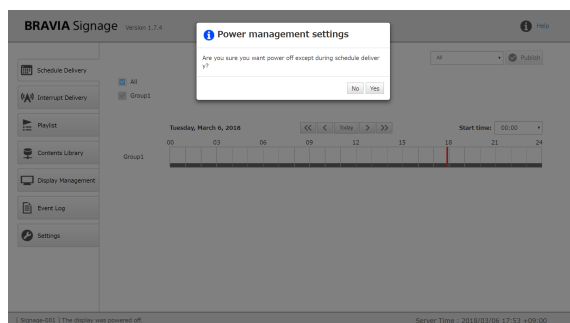 BRAVIA Signage Version 1.7.4
Help
Power management settings
Are you sure you want power off except during schedule deliver
y?
No Yes
All
Publish
Schedule Delivery
Interrupt Delivery
Playlist
Contents Library
Display Management
Event Log
Settings
All
Group1
Tuesday, March 6, 2018
<< < Today > >>
Start time: 00:00
00 03 06 09 12 15 18 21 24
Group1
| Signage-001 | The display was powered off.
Server Time : 2018/03/06 17:53 +09:00